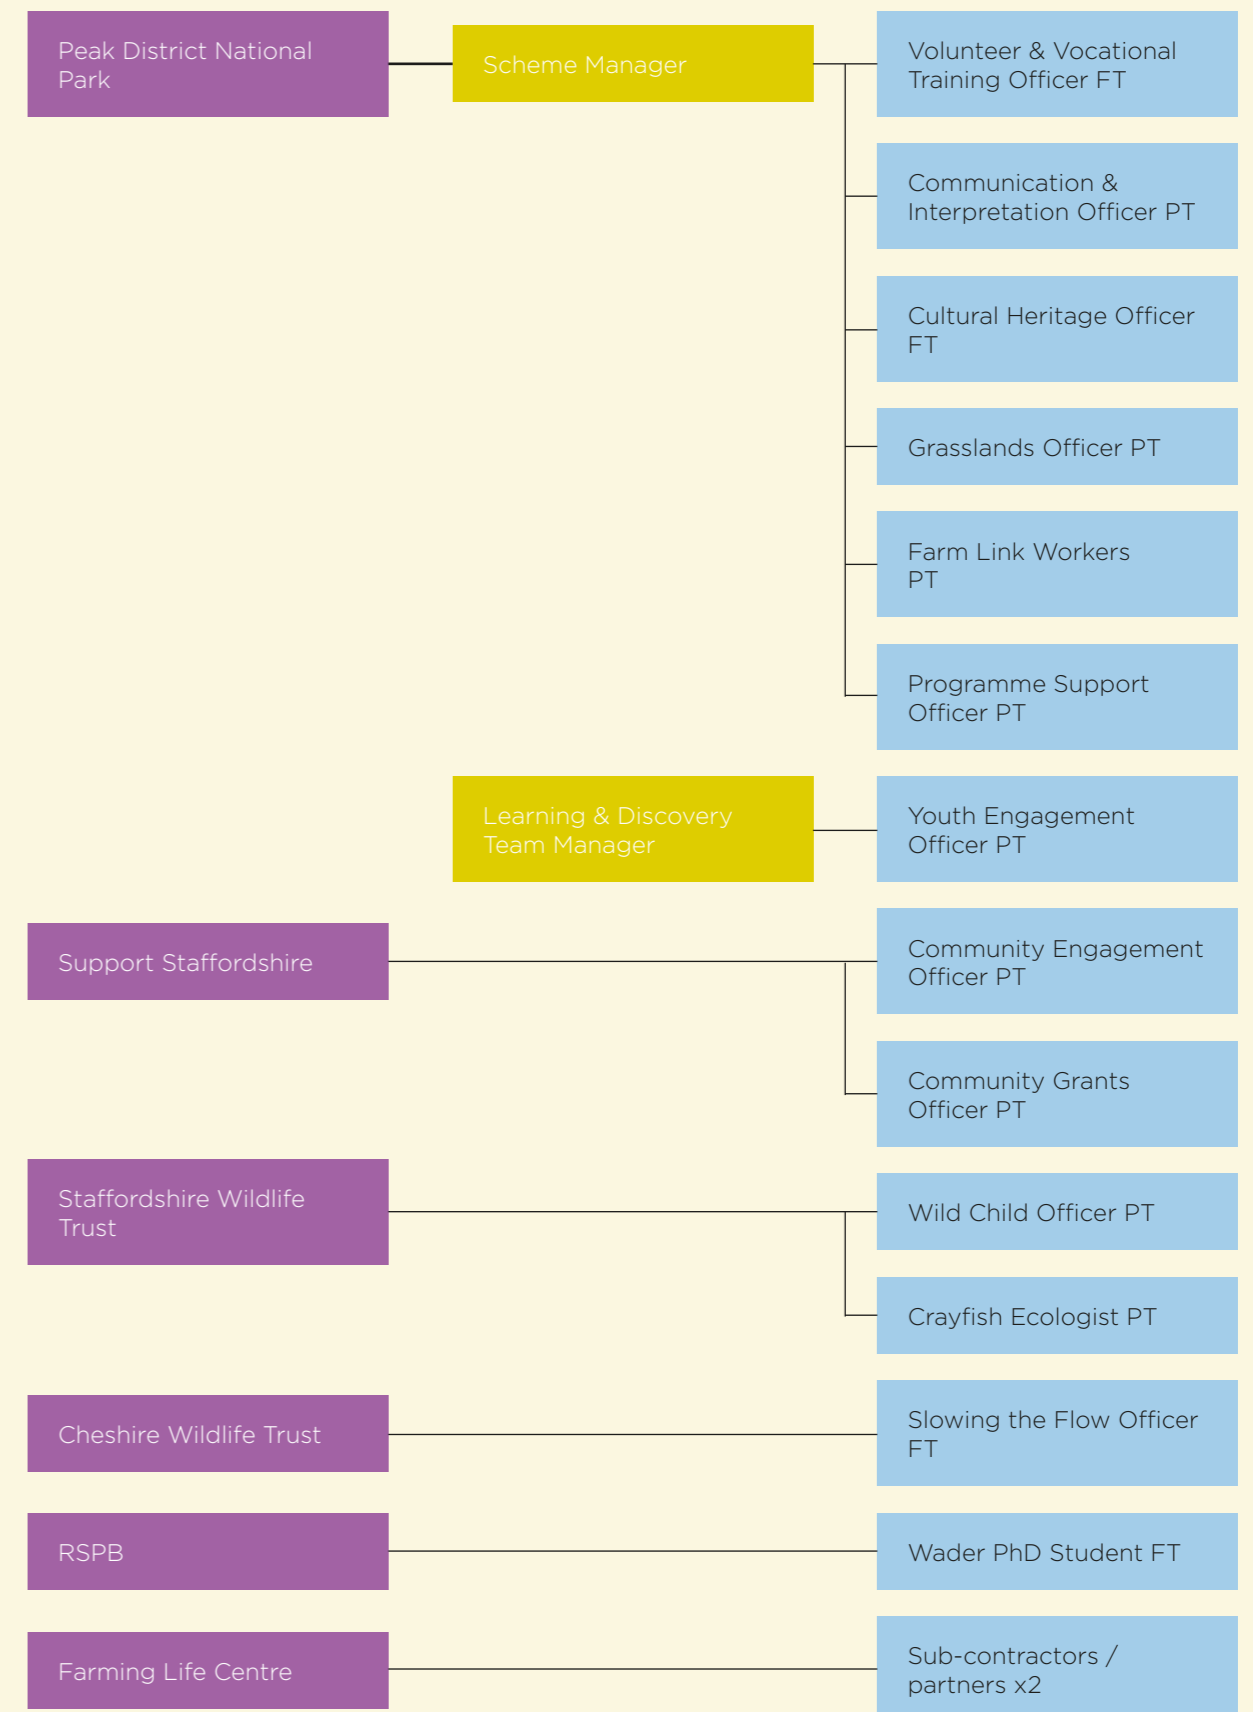 Peak District National
Park
Scheme Manager
Volunteer & Vocational
Training Officer FT
Communication &
Interpretation Officer PT
Cultural Heritage Officer
FT
Grasslands Officer PT
Farm Link Workers
PT
Programme Support
Officer PT
Learning & Discovery
Team Manager
Youth Engagement
Officer PT
Support Staffordshire
Community Engagement
Officer PT
Community Grants
Officer PT
Staffordshire Wildlife
Trust
Wild Child Officer PT
Crayfish Ecologist PT
Cheshire Wildlife Trust
Slowing the Flow Officer
FT
RSPB
Wader PhD Student FT
Farming Life Centre
Sub-contractors /
partners x2